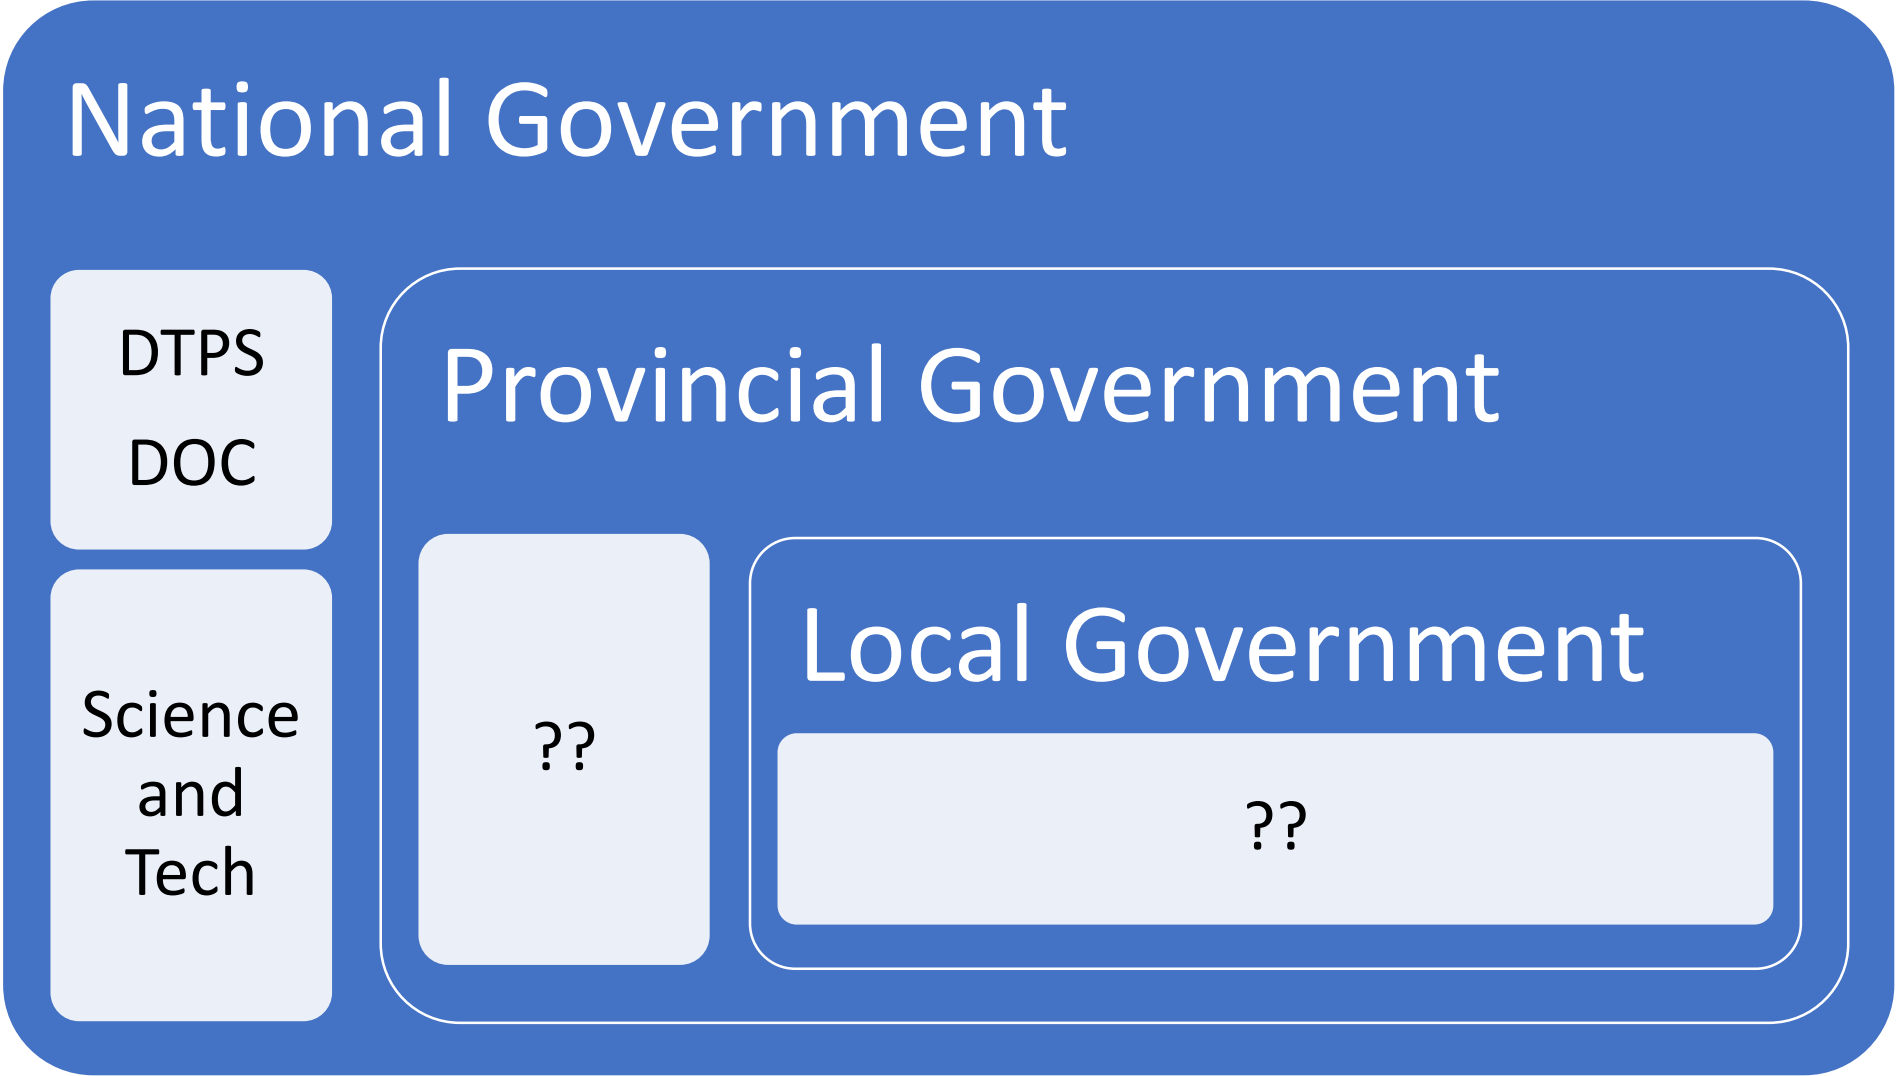 National Government
DTPS
DOC
Science
and
Tech
Provincial Government
??
Local Government
??